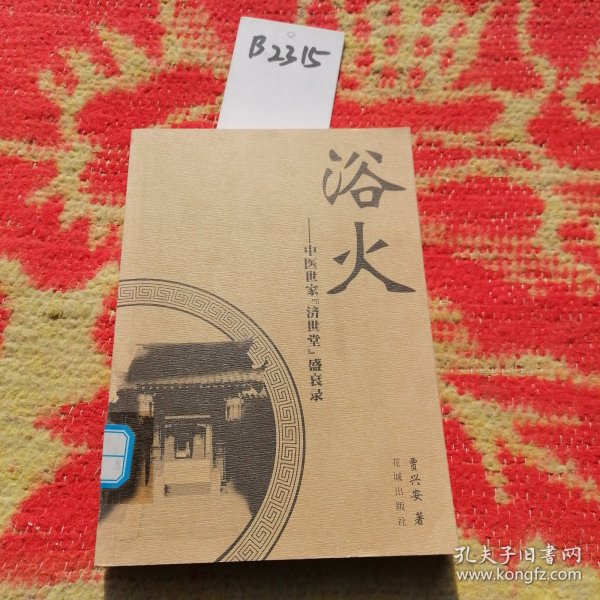 B2315
浴火
——中医世家『济世堂』盛衰录
贾兴安 著
花城出版社
孔夫子旧书网
www.kongfz.com